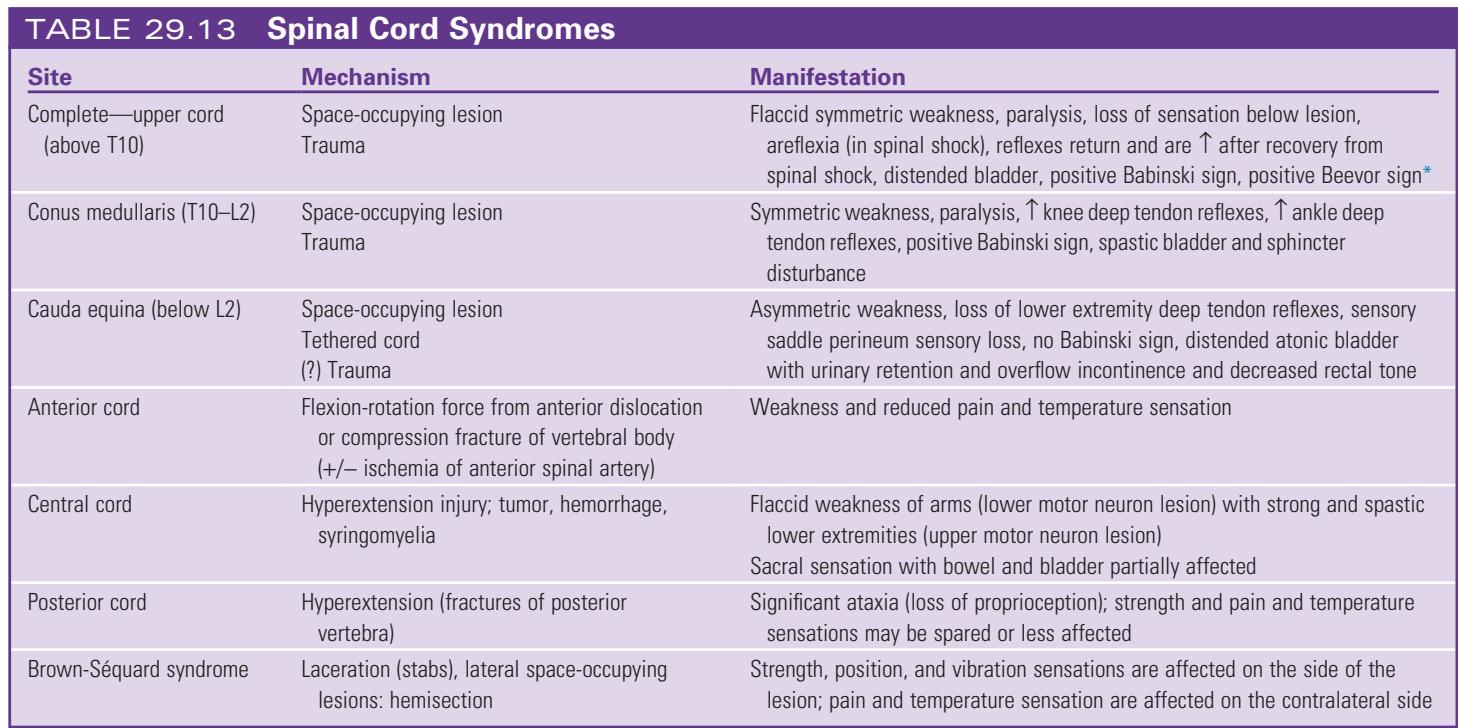 TABLE 29.13 Spinal Cord Syndromes
Site Mechanism Manifestation
Complete—upper cord Space-occupying lesion Flaccid symmetric weakness, paralysis, loss of sensation below lesion,
(above T10) Trauma areflexia (in spinal shock), reflexes return and are ↑ after recovery from
spinal shock, distended bladder, positive Babinski sign, positive Beevor sign*
Conus medullaris (T10–L2) Space-occupying lesion Symmetric weakness, paralysis, ↑ knee deep tendon reflexes, ↑ ankle deep
Trauma tendon reflexes, positive Babinski sign, spastic bladder and sphincter
disturbance
Cauda equina (below L2) Space-occupying lesion Asymmetric weakness, loss of lower extremity deep tendon reflexes, sensory
Tethered cord saddle perineum sensory loss, no Babinski sign, distended atonic bladder
(?) Trauma with urinary retention and overflow incontinence and decreased rectal tone
Anterior cord Flexion-rotation force from anterior dislocation Weakness and reduced pain and temperature sensation
or compression fracture of vertebral body
(+/– ischemia of anterior spinal artery)
Central cord Hyperextension injury; tumor, hemorrhage, Flaccid weakness of arms (lower motor neuron lesion) with strong and spastic
syringomyelia lower extremities (upper motor neuron lesion)
Sacral sensation with bowel and bladder partially affected
Posterior cord Hyperextension (fractures of posterior Significant ataxia (loss of proprioception); strength and pain and temperature
vertebra) sensations may be spared or less affected
Brown-Séquard syndrome Laceration (stabs), lateral space-occupying Strength, position, and vibration sensations are affected on the side of the
lesions: hemisection lesion; pain and temperature sensation are affected on the contralateral side